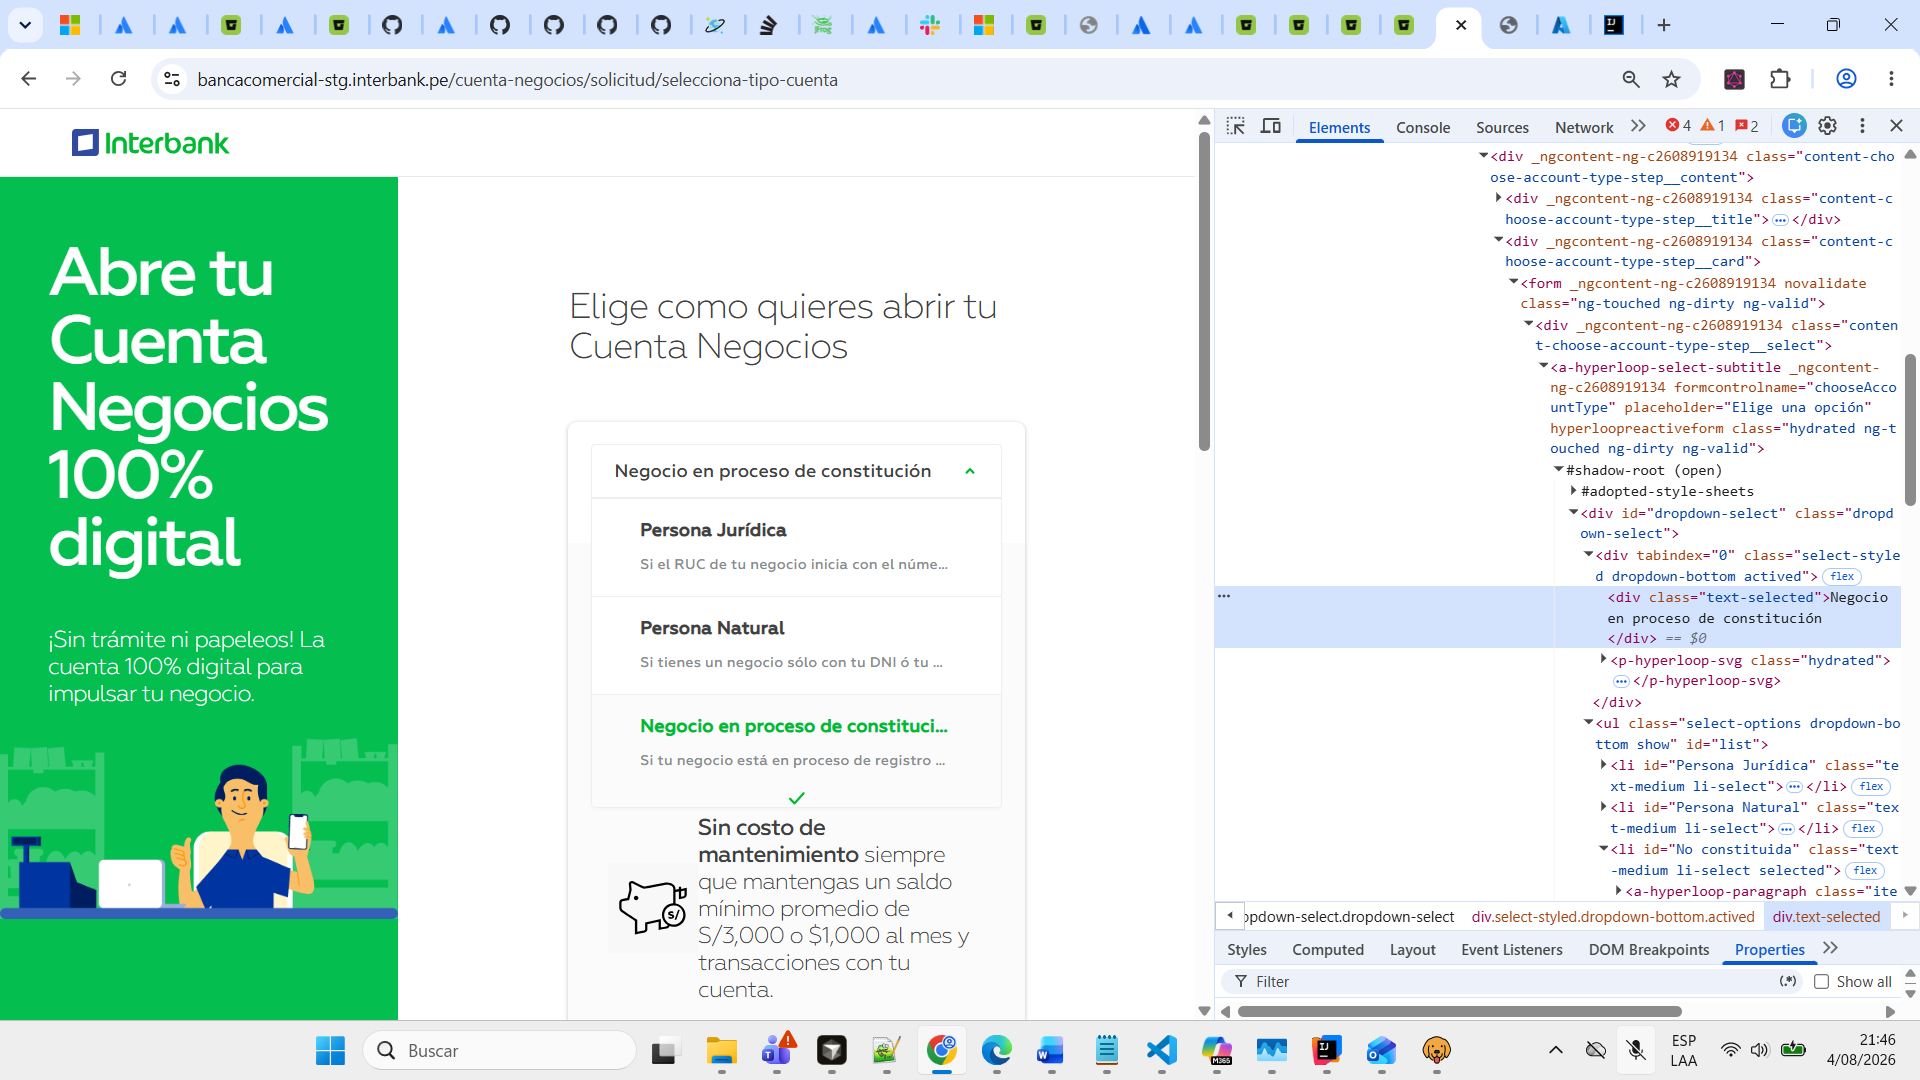 bancacomercial-stg.interbank.pe/cuenta-negocios/solicitud/selecciona-tipo-cuenta
Interbank
Abre tu
Cuenta
Negocios
100%
digital
¡Sin trámite ni papeleos! La
cuenta 100% digital para
impulsar tu negocio.
Elige como quieres abrir tu
Cuenta Negocios
Negocio en proceso de constitución
Persona Jurídica
Si el RUC de tu negocio inicia con el núme...
Persona Natural
Si tienes un negocio sólo con tu DNI ó tu ...
Negocio en proceso de constituci...
Si tu negocio está en proceso de registro ...
S/
Sin costo de
mantenimiento siempre
que mantengas un saldo
mínimo promedio de
S/3,000 o $1,000 al mes y
transacciones con tu
cuenta.
Elements Console Sources Network 4 1 2
<div _ngcontent-ng-c2608919134 class="content-cho
ose-account-type-step__content">
<div _ngcontent-ng-c2608919134 class="content-c
hoose-account-type-step__title"> ... </div>
<div _ngcontent-ng-c2608919134 class="content-c
hoose-account-type-step__card">
<form _ngcontent-ng-c2608919134 novalidate
class="ng-touched ng-dirty ng-valid">
<div _ngcontent-ng-c2608919134 class="conten
t-choose-account-type-step__select">
<a-hyperloop-select-subtitle _ngcontent-
ng-c2608919134 formcontrolname="chooseAcco
untType" placeholder="Elige una opción"
hyperloopreactiveform class="hydrated ng-t
ouched ng-dirty ng-valid">
#shadow-root (open)
#adopted-style-sheets
<div id="dropdown-select" class="dropd
own-select">
<div tabindex="0" class="select-style
d dropdown-bottom actived"> flex
... <div class="text-selected">Negocio
en proceso de constitución
</div> == $0
<p-hyperloop-svg class="hydrated">
... </p-hyperloop-svg>
</div>
<ul class="select-options dropdown-bo
ttom show" id="list">
<li id="Persona Jurídica" class="te
xt-medium li-select"> ... </li> flex
<li id="Persona Natural" class="tex
t-medium li-select"> ... </li> flex
<li id="No constituida" class="text
-medium li-select selected"> flex
<a-hyperloop-paragraph class="ite
opdown-select.dropdown-select div.select-styled.dropdown-bottom.actived div.text-selected
Styles Computed Layout Event Listeners DOM Breakpoints Properties
Filter (.*) Show all
Buscar
M365
ESP
LAA
21:46
4/08/2026